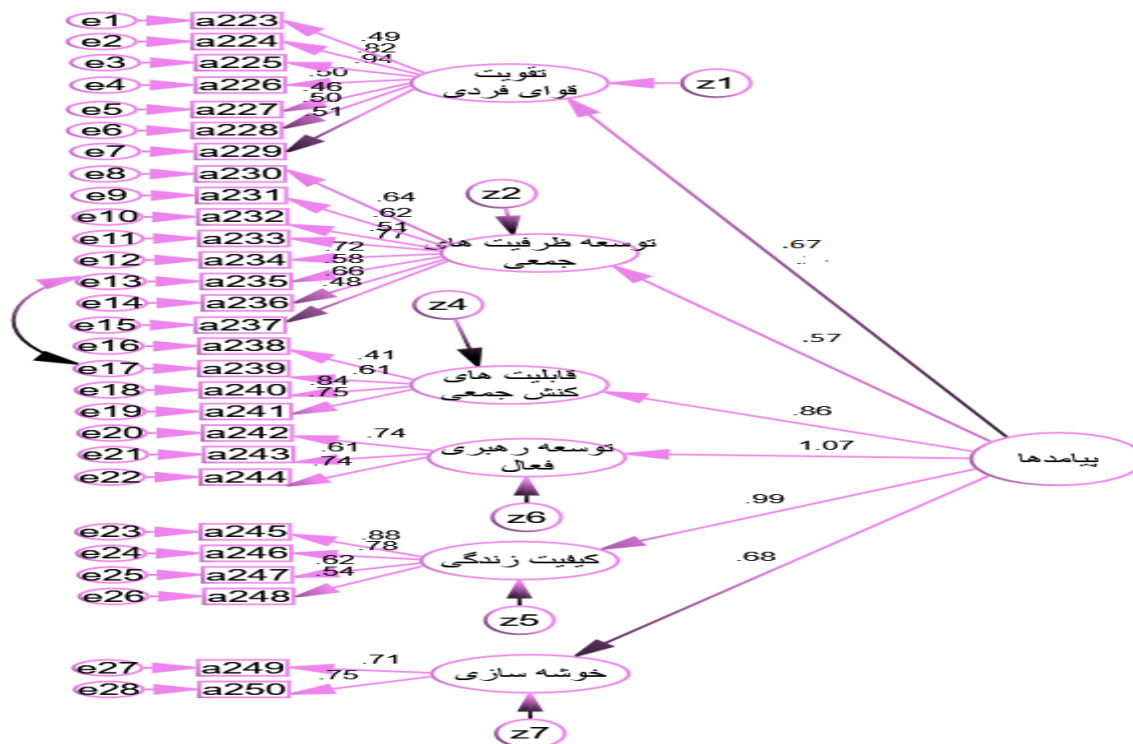 e1 a223
e2 a224
e3 a225
e4 a226
e5 a227
e6 a228
e7 a229
.49
.82
.94
.50
.46
.50
.51
تقویت
قوای فردی
z1
e8 a230
e9 a231
e10 a232
e11 a233
e12 a234
e13 a235
e14 a236
e15 a237
.64
.62
.51
.77
.72
.58
.66
.48
z2
توسعه ظرفیت های
جمعی
.67
.57
e16 a238
e17 a239
e18 a240
e19 a241
.41
.61
.84
.75
z4
قابلیت های
کنش جمعی
.86
e20 a242
e21 a243
e22 a244
.74
.61
.74
توسعه رهبری
فعال
z6
1.07
پیامدها
e23 a245
e24 a246
e25 a247
e26 a248
.88
.78
.62
.54
کیفیت زندگی
z5
.99
.68
e27 a249
e28 a250
.71
.75
خوشه سازی
z7